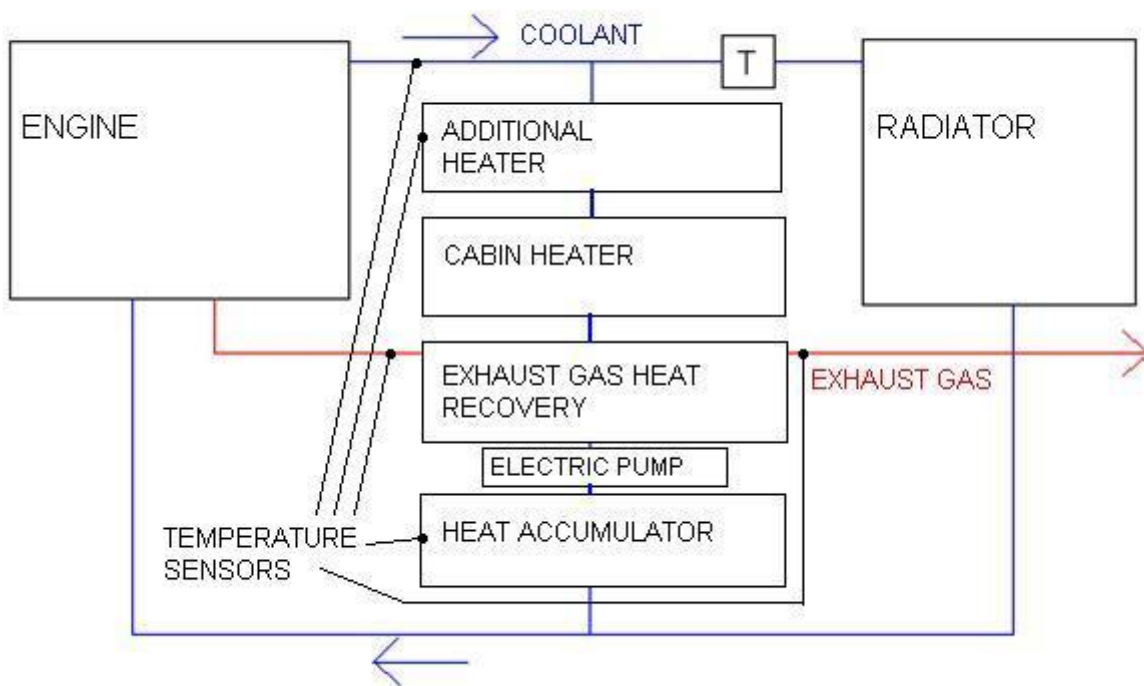 COOLANT
T
ENGINE
ADDITIONAL
HEATER
RADIATOR
CABIN HEATER
EXHAUST GAS HEAT
RECOVERY
EXHAUST GAS
ELECTRIC PUMP
HEAT ACCUMULATOR
TEMPERATURE
SENSORS